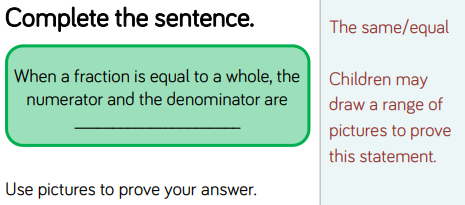 Complete the sentence.
When a fraction is equal to a whole, the
numerator and the denominator are
____________________
Use pictures to prove your answer.
The same/equal
Children may
draw a range of
pictures to prove
this statement.